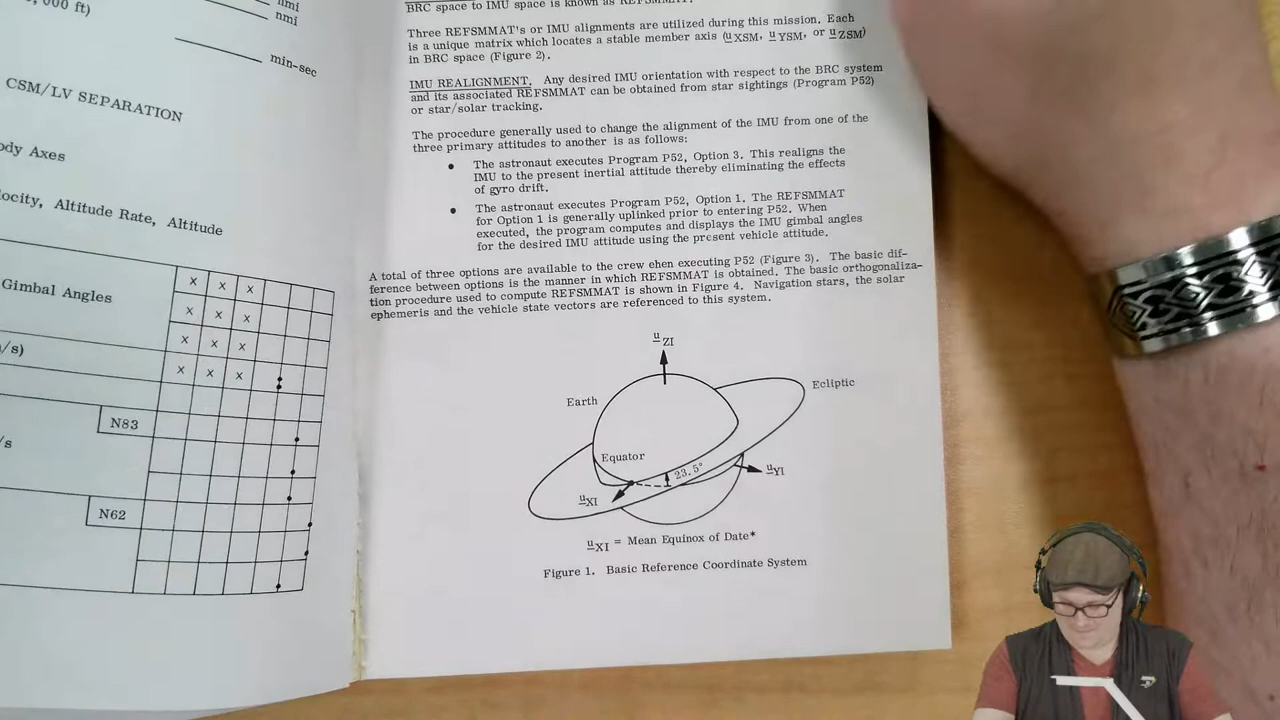 000 ft)
nmi
nmi
min-sec
CSM/LV SEPARATION
ody Axes
locity, Altitude Rate, Altitude
Gimbal Angles
x x x
x x x
x x x
/s)
x x x
N83
/s
N62
BRC space to IMU space is known as REFSMMAT.
Three REFSMMAT's or IMU alignments are utilized during this mission. Each
is a unique matrix which locates a stable member axis (uXSM, uYSM, or uZSM)
in BRC space (Figure 2).
IMU REALIGNMENT. Any desired IMU orientation with respect to the BRC system
and its associated REFSMMAT can be obtained from star sightings (Program P52)
or star/solar tracking.
The procedure generally used to change the alignment of the IMU from one of the
three primary attitudes to another is as follows:
• The astronaut executes Program P52, Option 3. This realigns the
IMU to the present inertial attitude thereby eliminating the effects
of gyro drift.
• The astronaut executes Program P52, Option 1. The REFSMMAT
for Option 1 is generally uplinked prior to entering P52. When
executed, the program computes and displays the IMU gimbal angles
for the desired IMU attitude using the present vehicle attitude.
A total of three options are available to the crew ehen executing P52 (Figure 3). The basic dif-
ference between options is the manner in which REFSMMAT is obtained. The basic orthogonaliza-
tion procedure used to compute REFSMMAT is shown in Figure 4. Navigation stars, the solar
ephemeris and the vehicle state vectors are referenced to this system.
uZI
Earth
Ecliptic
Equator
23.5°
uYI
uXI
uXI = Mean Equinox of Date*
Figure 1. Basic Reference Coordinate System